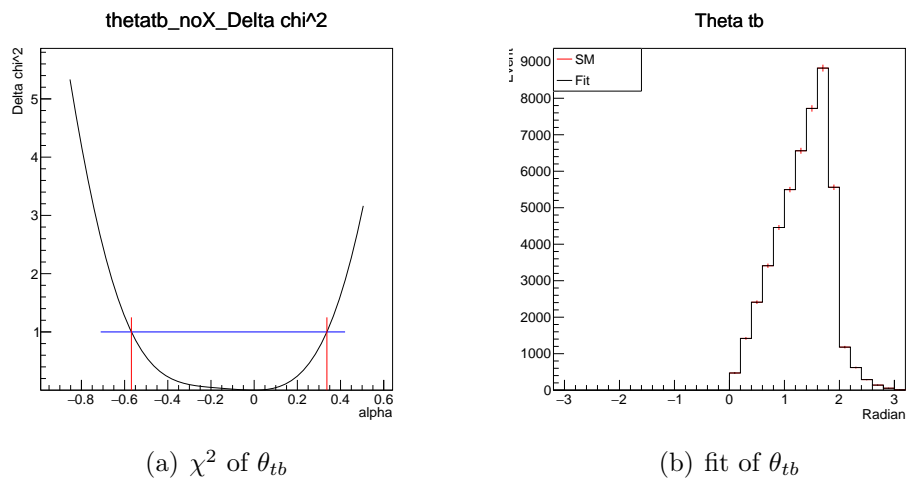 thetatb_noX_Delta chi^2
Delta chi^2
5
4
3
2
1
−0.8 −0.6 −0.4 −0.2 0 0.2 0.4 0.6
alpha
(a) χ² of θ_tb
Theta tb
SM
Fit
9000
8000
7000
6000
5000
4000
3000
2000
1000
0
−3 −2 −1 0 1 2 3
Radian
(b) fit of θ_tb